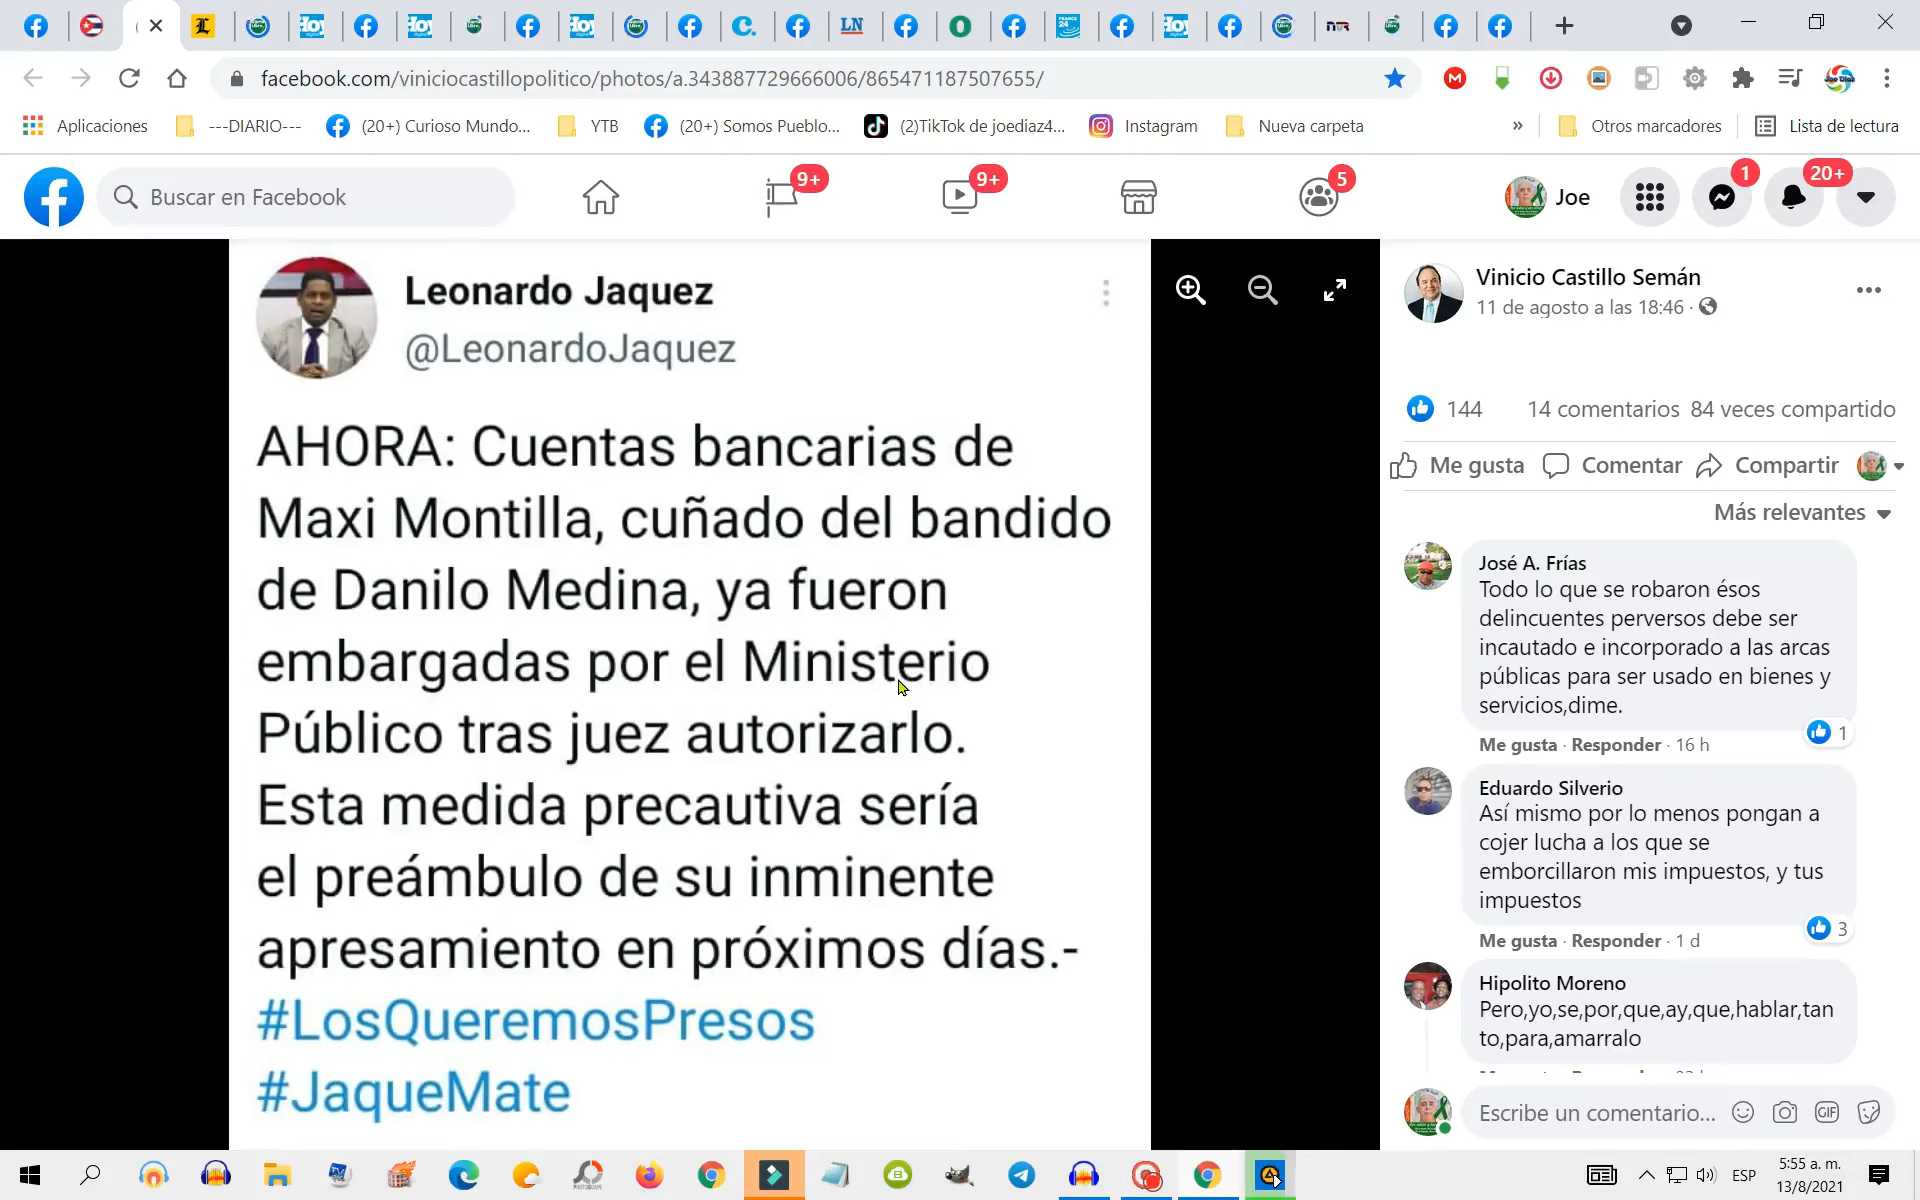 facebook.com/viniciocastillopolitico/photos/a.343887729666006/865471187507655/
Aplicaciones
---DIARIO---
(20+) Curioso Mundo...
YTB
(20+) Somos Pueblo...
(2)TikTok de joediaz4...
Instagram
Nueva carpeta
»
Otros marcadores
Lista de lectura
Buscar en Facebook
9+
9+
5
Joe
1
20+
Leonardo Jaquez
@LeonardoJaquez
AHORA: Cuentas bancarias de
Maxi Montilla, cuñado del bandido
de Danilo Medina, ya fueron
embargadas por el Ministerio
Público tras juez autorizarlo.
Esta medida precautiva sería
el preámbulo de su inminente
apresamiento en próximos días.-
#LosQueremosPresos
#JaqueMate
Vinicio Castillo Semán
11 de agosto a las 18:46 ·
144
14 comentarios 84 veces compartido
Me gusta
Comentar
Compartir
Más relevantes
José A. Frías
Todo lo que se robaron ésos
delincuentes perversos debe ser
incautado e incorporado a las arcas
públicas para ser usado en bienes y
servicios,dime.
1
Me gusta · Responder · 16 h
Eduardo Silverio
Así mismo por lo menos pongan a
cojer lucha a los que se
emborcillaron mis impuestos, y tus
impuestos
3
Me gusta · Responder · 1 d
Hipolito Moreno
Pero,yo,se,por,que,ay,que,hablar,tan
to,para,amarralo
Escribe un comentario...
GIF
ESP
5:55 a. m.
13/8/2021